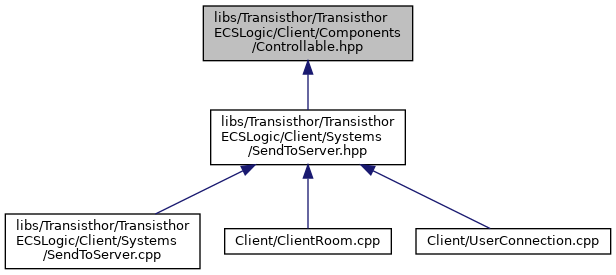 libs/Transisthor/Transisthor
ECSLogic/Client/Components
/Controllable.hpp
libs/Transisthor/Transisthor
ECSLogic/Client/Systems
/SendToServer.hpp
libs/Transisthor/Transisthor
ECSLogic/Client/Systems
/SendToServer.cpp
Client/ClientRoom.cpp
Client/UserConnection.cpp